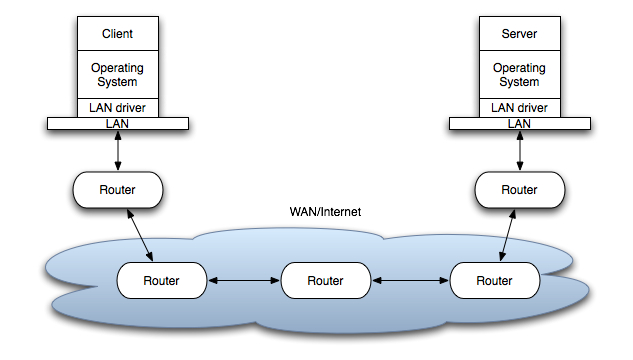 Client
Operating
System
LAN driver
LAN
Server
Operating
System
LAN driver
LAN
Router
Router
WAN/Internet
Router
Router
Router